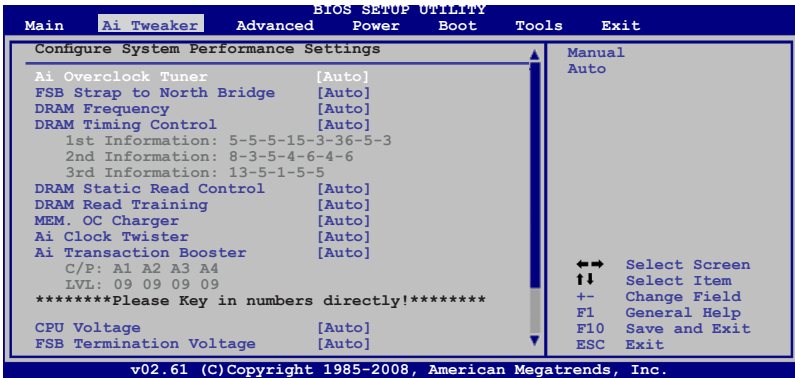 BIOS SETUP UTILITY
Main Ai Tweaker Advanced Power Boot Tools Exit
Configure System Performance Settings
Ai Overclock Tuner [Auto]
FSB Strap to North Bridge [Auto]
DRAM Frequency [Auto]
DRAM Timing Control [Auto]
1st Information: 5-5-5-15-3-36-5-3
2nd Information: 8-3-5-4-6-4-6
3rd Information: 13-5-1-5-5
DRAM Static Read Control [Auto]
DRAM Read Training [Auto]
MEM. OC Charger [Auto]
Ai Clock Twister [Auto]
Ai Transaction Booster [Auto]
C/P: A1 A2 A3 A4
LVL: 09 09 09 09
********Please Key in numbers directly!********
CPU Voltage [Auto]
FSB Termination Voltage [Auto]
Manual
Auto
←→ Select Screen
↑↓ Select Item
+- Change Field
F1 General Help
F10 Save and Exit
ESC Exit
v02.61 (C)Copyright 1985-2008, American Megatrends, Inc.